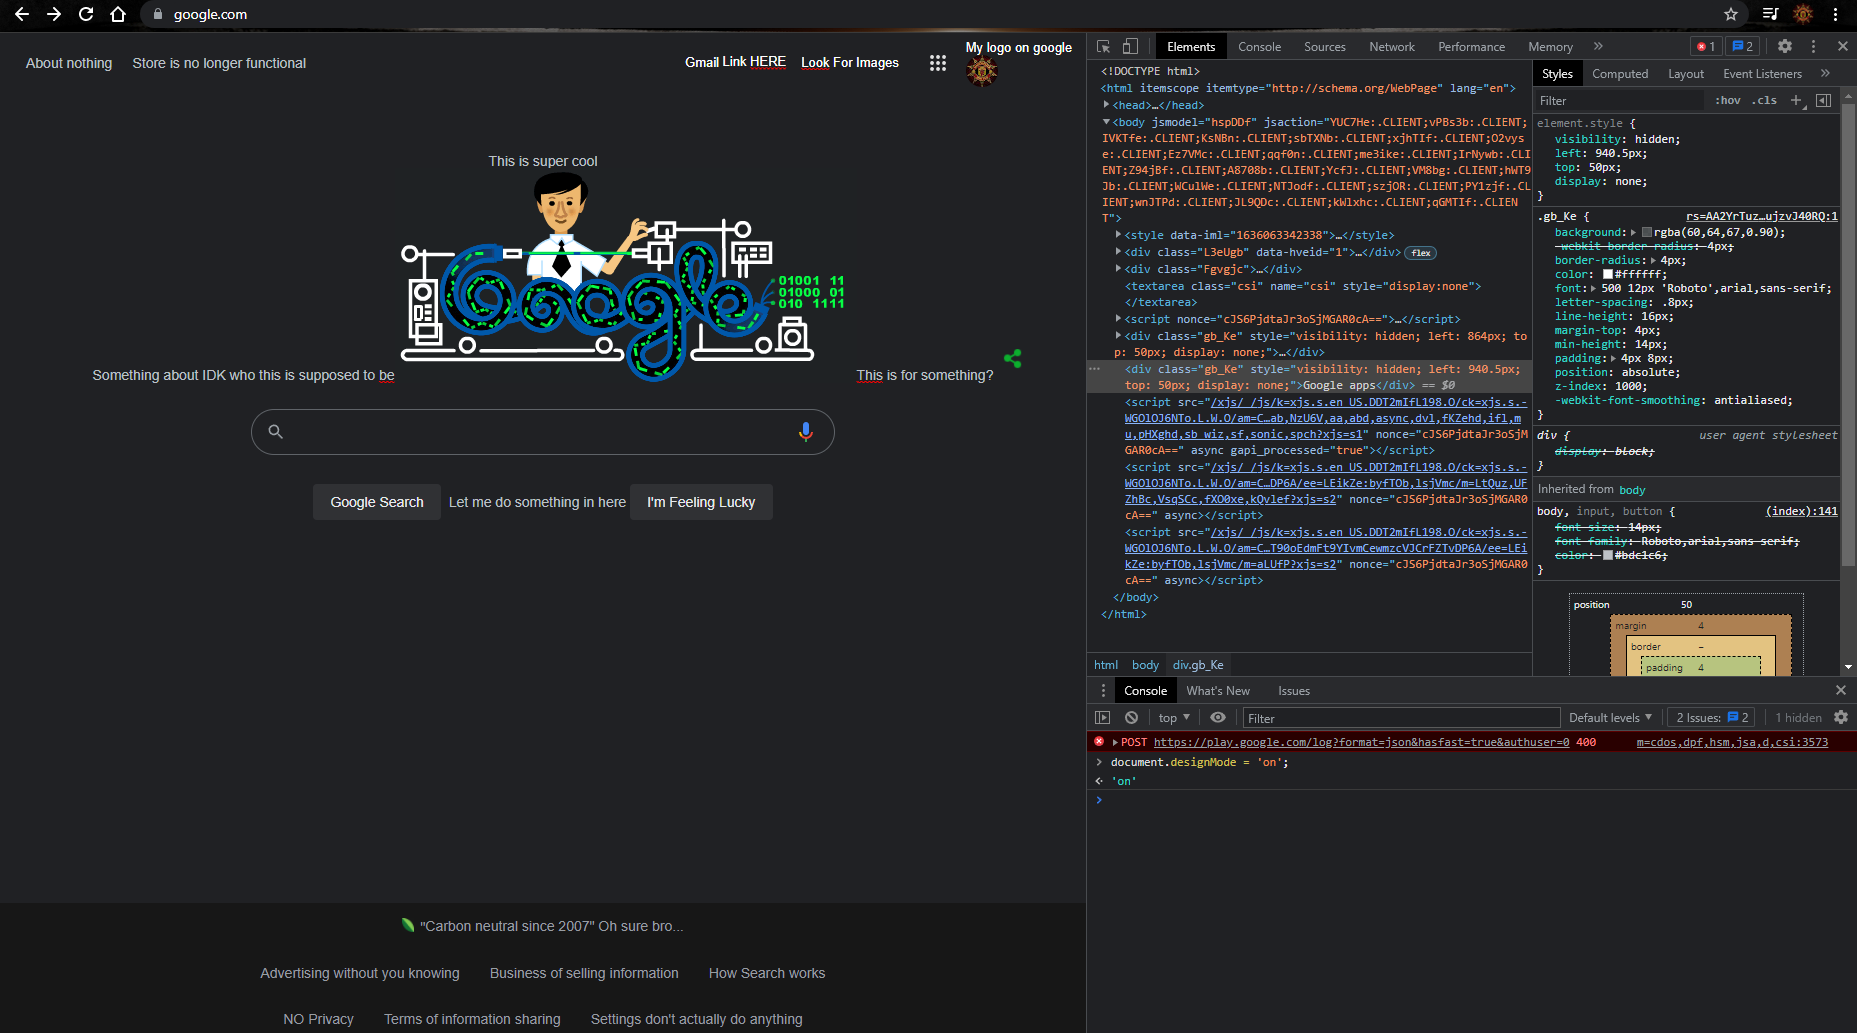 google.com
About nothing
Store is no longer functional
Gmail Link HERE
Look For Images
My logo on google
This is super cool
01001 11
01000 01
010 1111
Something about IDK who this is supposed to be
This is for something?
Google Search
Let me do something in here
I'm Feeling Lucky
"Carbon neutral since 2007" Oh sure bro...
Advertising without you knowing
Business of selling information
How Search works
NO Privacy
Terms of information sharing
Settings don't actually do anything
Elements Console Sources Network Performance Memory » 1 2
<!DOCTYPE html>
<html itemscope itemtype="http://schema.org/WebPage" lang="en">
<head>…</head>
<body jsmodel="hspDDf" jsaction="YUC7He:.CLIENT;vPBs3b:.CLIENT;
IVKTfe:.CLIENT;KsNBn:.CLIENT;sbTXNb:.CLIENT;xjhTIf:.CLIENT;O2vys
e:.CLIENT;Ez7VMc:.CLIENT;qqf0n:.CLIENT;me3ike:.CLIENT;IrNywb:.CLI
ENT;Z94jBf:.CLIENT;A8708b:.CLIENT;YcfJ:.CLIENT;VM8bg:.CLIENT;hWT9
Jb:.CLIENT;WCulWe:.CLIENT;NTJodf:.CLIENT;szjOR:.CLIENT;PY1zjf:.CL
IENT;wnJTPd:.CLIENT;JL9QDc:.CLIENT;kWlxhc:.CLIENT;qGMTIf:.CLIEN
T">
<style data-iml="1636063342338">…</style>
<div class="L3eUgb" data-hveid="1">…</div> flex
<div class="Fgvgjc">…</div>
<textarea class="csi" name="csi" style="display:none">
</textarea>
<script nonce="cJS6PjdtaJr3oSjMGAR0cA==">…</script>
<div class="gb_Ke" style="visibility: hidden; left: 864px; to
p: 50px; display: none;">…</div>
<div class="gb_Ke" style="visibility: hidden; left: 940.5px;
top: 50px; display: none;">Google apps</div> == $0
<script src="/xjs/_/js/k=xjs.s.en_US.DDT2mIfL198.O/ck=xjs.s.-
WGO1OJ6NTo.L.W.O/am=C…ab,NzU6V,aa,abd,async,dvl,fKZehd,ifl,m
u,pHXghd,sb_wiz,sf,sonic,spch?xjs=s1" nonce="cJS6PjdtaJr3oSjM
GAR0cA==" async gapi_processed="true"></script>
<script src="/xjs/_/js/k=xjs.s.en_US.DDT2mIfL198.O/ck=xjs.s.-
WGO1OJ6NTo.L.W.O/am=C…DP6A/ee=LEikZe:byfTOb,lsjVmc/m=LtQuz,UF
ZhBc,VsqSCc,fXO0xe,kQvlef?xjs=s2" nonce="cJS6PjdtaJr3oSjMGAR0
cA==" async></script>
<script src="/xjs/_/js/k=xjs.s.en_US.DDT2mIfL198.O/ck=xjs.s.-
WGO1OJ6NTo.L.W.O/am=C…T90oEdmFt9YIvmCewmzcVJCrFZTvDP6A/ee=LEi
kZe:byfTOb,lsjVmc/m=aLUfP?xjs=s2" nonce="cJS6PjdtaJr3oSjMGAR0
cA==" async></script>
</body>
</html>
html body div.gb_Ke
Styles Computed Layout Event Listeners »
Filter :hov .cls +
element.style {
visibility: hidden;
left: 940.5px;
top: 50px;
display: none;
}
.gb_Ke { rs=AA2YrTuz…ujzvJ40RQ:1
background: rgba(60,64,67,0.90);
-webkit-border-radius: 4px;
border-radius: 4px;
color: #ffffff;
font: 500 12px 'Roboto',arial,sans-serif;
letter-spacing: .8px;
line-height: 16px;
margin-top: 4px;
min-height: 14px;
padding: 4px 8px;
position: absolute;
z-index: 1000;
-webkit-font-smoothing: antialiased;
}
div { user agent stylesheet
display: block;
}
Inherited from body
body, input, button { (index):141
font-size: 14px;
font-family: Roboto,arial,sans-serif;
color: #bdc1c6;
}
position 50
margin 4
border –
padding 4
Console What's New Issues
top Filter Default levels 2 Issues: 2 1 hidden
POST https://play.google.com/log?format=json&hasfast=true&authuser=0 400 m=cdos,dpf,hsm,jsa,d,csi:3573
document.designMode = 'on';
'on'